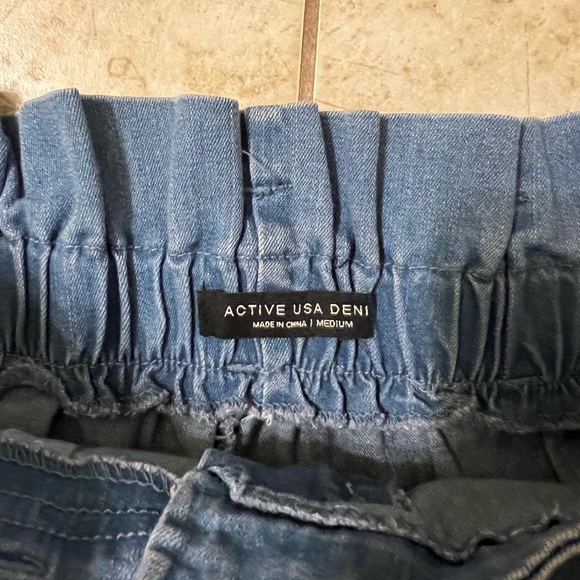 ACTIVE USA DENI
MADE IN CHINA | MEDIUM